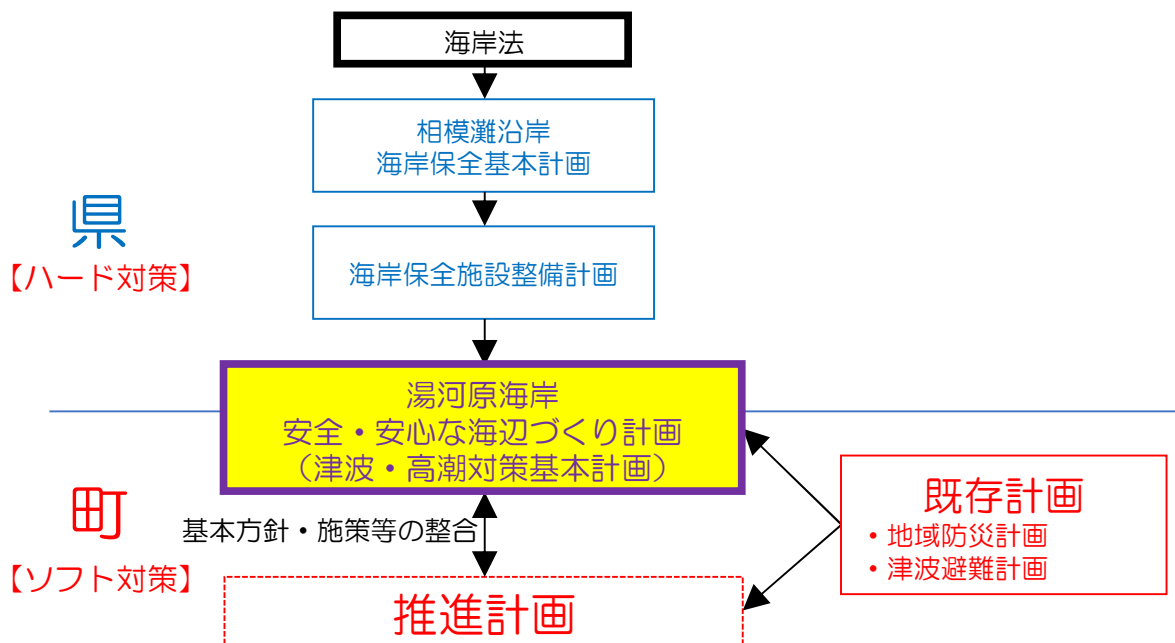 海岸法
相模灘沿岸
海岸保全基本計画
県
【ハード対策】
海岸保全施設整備計画
湯河原海岸
安全・安心な海辺づくり計画
（津波・高潮対策基本計画）
町
【ソフト対策】
基本方針・施策等の整合
既存計画
・地域防災計画
・津波避難計画
推進計画